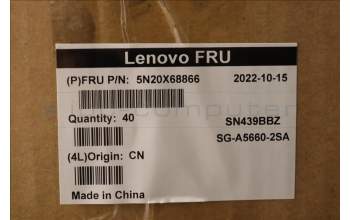 Lenovo FRU
(P)FRU P/N: 5N20X68866 2022-10-15
Quantity: 40 SN439BBZ
SG-A5660-2SA
(4L)Origin: CN
Made in China